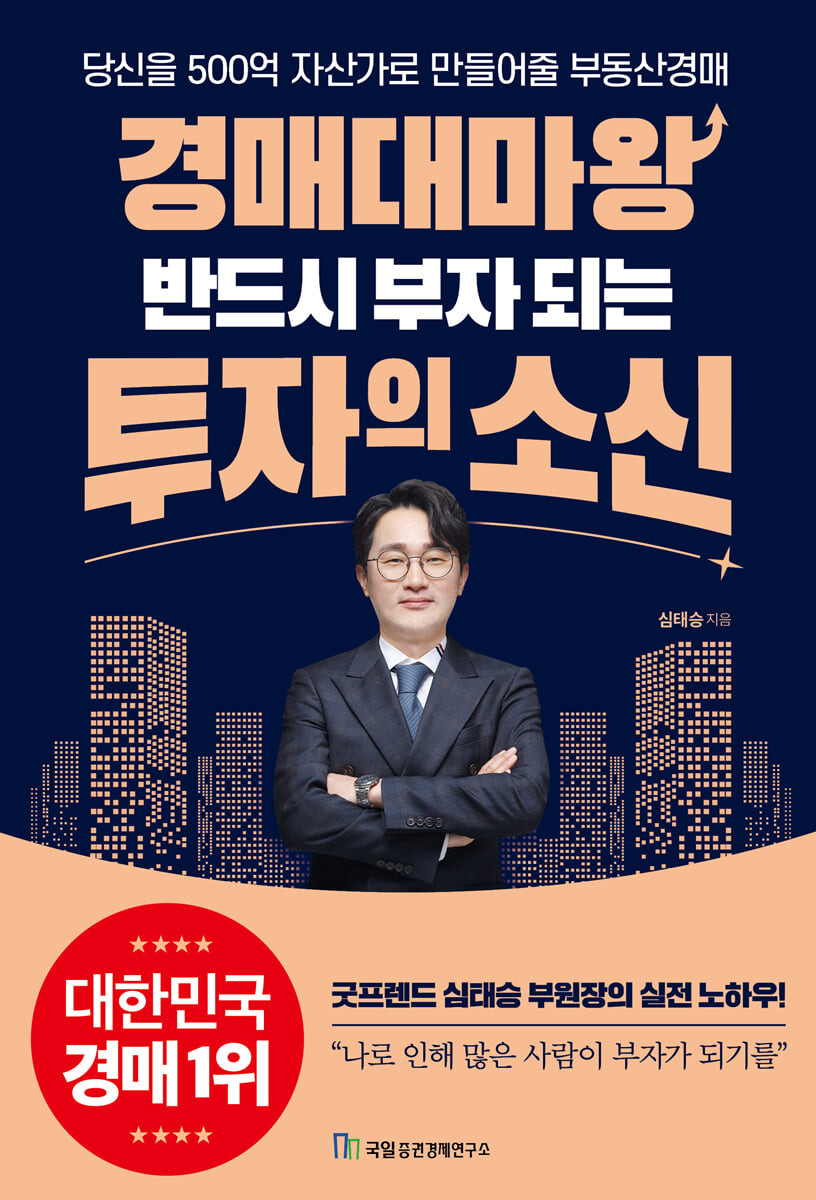 당신을 500억 자산가로 만들어줄 부동산경매
경매대마왕
반드시 부자 되는
투자의 소신
심태승 지음
대한민국
경매 1위
굿프렌드 심태승 부원장의 실전 노하우!
“나로 인해 많은 사람이 부자가 되기를”
국일증권경제연구소